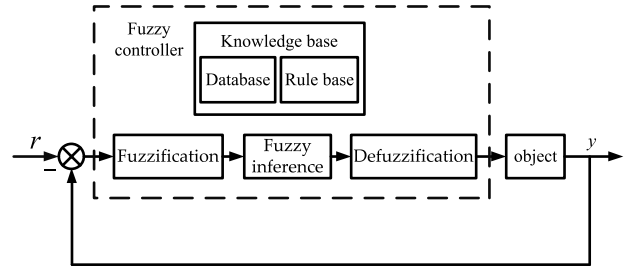 Fuzzy
controller
Knowledge base
Database
Rule base
r
−
Fuzzification
Fuzzy
inference
Defuzzification
object
y